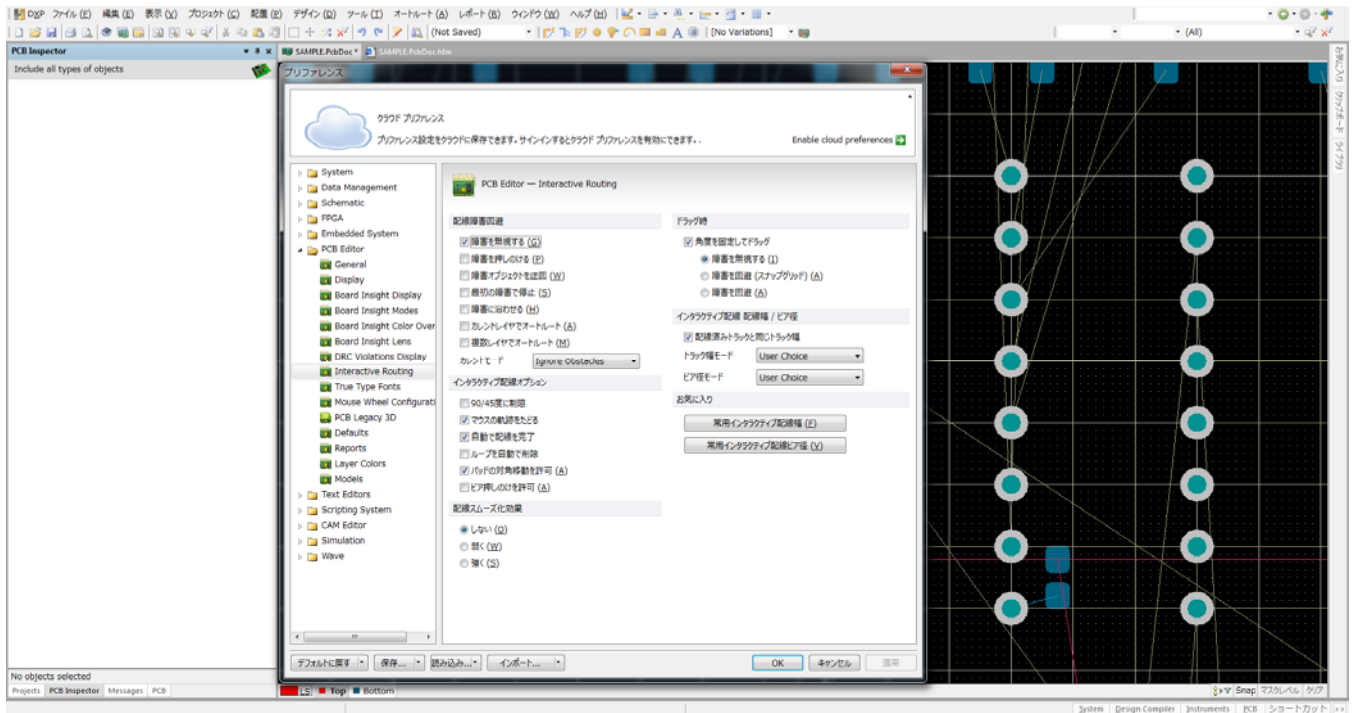 DXP ファイル (F) 編集 (E) 表示 (V) プロジェクト (C) 配置 (P) デザイン (D) ツール (T) オートルート (A) レポート (R) ウィンドウ (W) ヘルプ (H)
(Not Saved) [No Variations] (All)
PCB Inspector
SAMPLE.PcbDoc * SAMPLE.PcbDoc.htm
Include all types of objects
お気に入り クリップボード ライブラリ
プリファレンス
クラウド プリファレンス
プリファレンス設定をクラウドに保存できます。サインインするとクラウド プリファレンスを有効にできます。.
Enable cloud preferences
System
Data Management
Schematic
FPGA
Embedded System
PCB Editor
General
Display
Board Insight Display
Board Insight Modes
Board Insight Color Over
Board Insight Lens
DRC Violations Display
Interactive Routing
True Type Fonts
Mouse Wheel Configurati
PCB Legacy 3D
Defaults
Reports
Layer Colors
Models
Text Editors
Scripting System
CAM Editor
Simulation
Wave
PCB Editor — Interactive Routing
配線障害回避
障害を無視する (G)
障害を押しのける (P)
障害オブジェクトを迂回 (W)
最初の障害で停止 (S)
障害に沿わせる (H)
カレントレイヤでオートルート (A)
複数レイヤでオートルート (M)
カレントモード Ignore Obstacles
インタラクティブ配線オプション
90/45度に制限
マウスの軌跡をたどる
自動で配線を完了
ループを自動で削除
パッドの対角移動を許可 (A)
ビア押しのけを許可 (A)
配線スムーズ化効果
しない (O)
弱く (W)
強く (S)
ドラッグ時
角度を固定してドラッグ
障害を無視する (I)
障害を回避 (スナップグリッド) (A)
障害を回避 (A)
インタラクティブ配線 配線幅 / ビア径
配線済みトラックと同じトラック幅
トラック幅モード User Choice
ビア径モード User Choice
お気に入り
常用インタラクティブ配線幅 (F)
常用インタラクティブ配線ビア径 (V)
デフォルトに戻す 保存... 読み込み... インポート... OK キャンセル 適用
No objects selected
Projects PCB Inspector Messages PCB
LS Top Bottom
Snap マスクレベル クリア
System Design Compiler Instruments PCB ショートカット >>